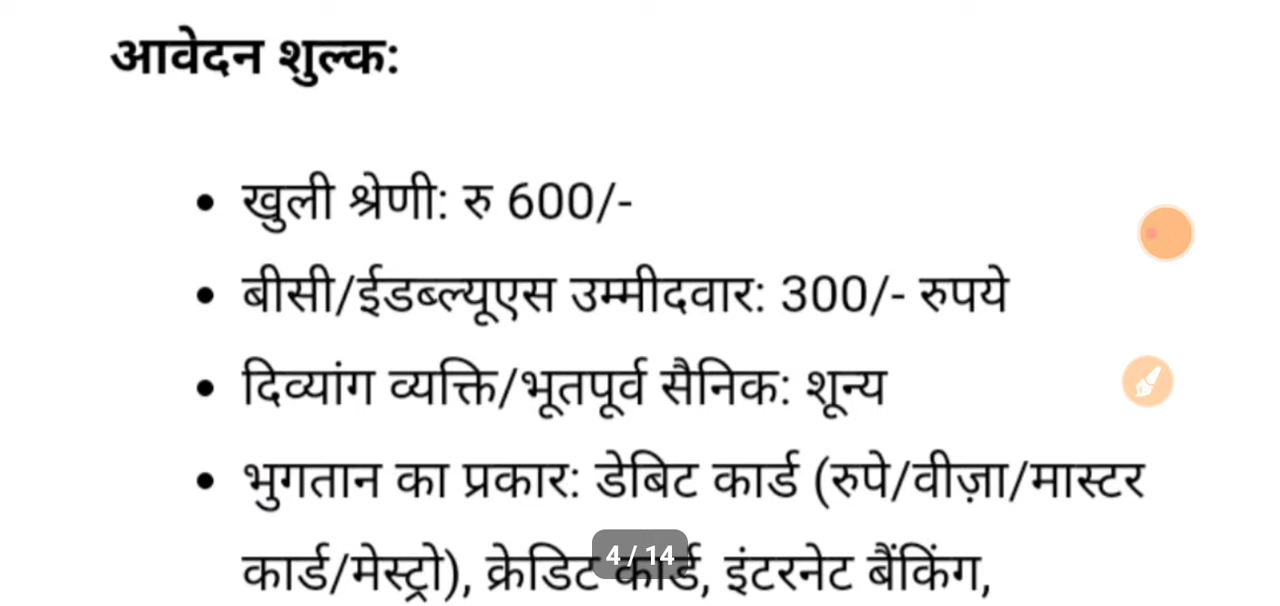 आवेदन शुल्क:
खुली श्रेणी: रु 600/-
बीसी/ईडब्ल्यूएस उम्मीदवार: 300/- रुपये
दिव्यांग व्यक्ति/भूतपूर्व सैनिक: शून्य
भुगतान का प्रकार: डेबिट कार्ड (रुपे/वीज़ा/मास्टर
कार्ड/मेस्ट्रो), क्रेडिट कार्ड, इंटरनेट बैंकिंग,
4 / 14